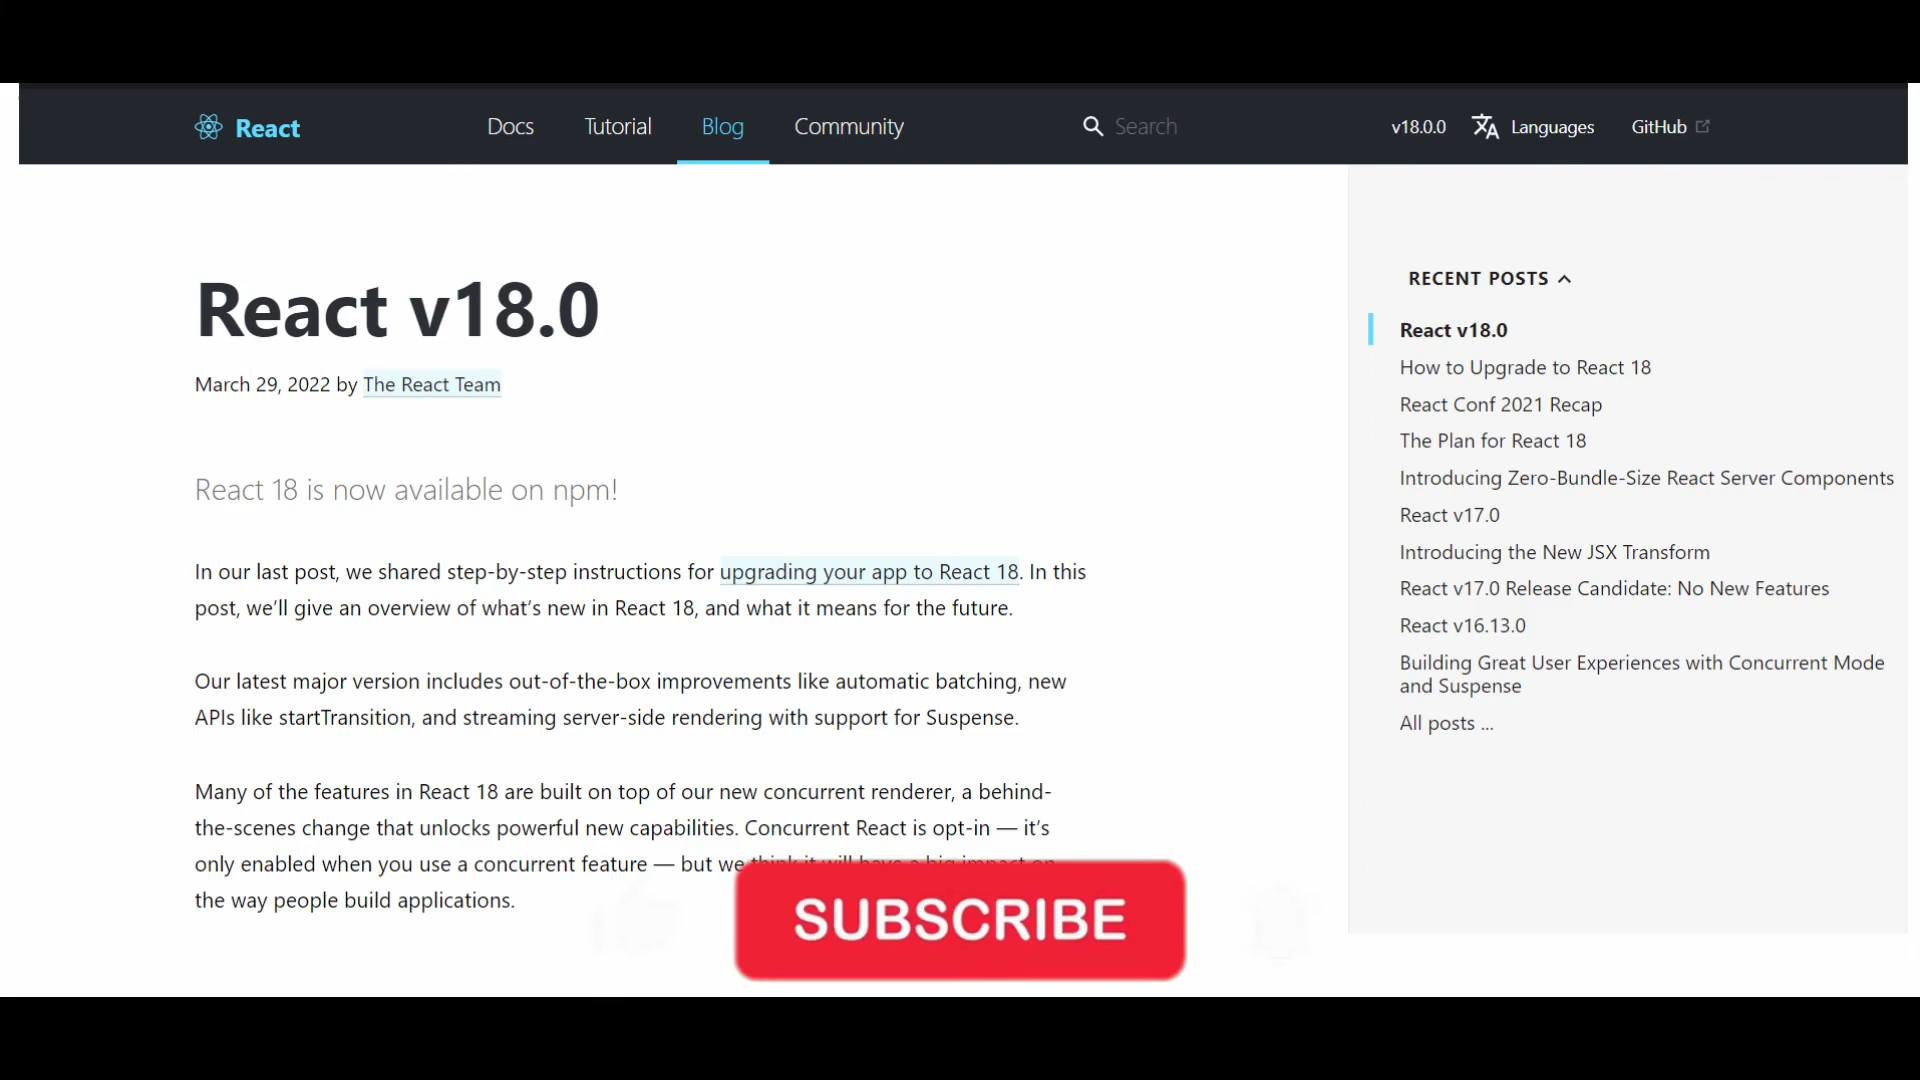 React
Docs
Tutorial
Blog
Community
Search
v18.0.0
Languages
GitHub
React v18.0
March 29, 2022 by The React Team
React 18 is now available on npm!
In our last post, we shared step-by-step instructions for upgrading your app to React 18. In this
post, we’ll give an overview of what’s new in React 18, and what it means for the future.
Our latest major version includes out-of-the-box improvements like automatic batching, new
APIs like startTransition, and streaming server-side rendering with support for Suspense.
Many of the features in React 18 are built on top of our new concurrent renderer, a behind-
the-scenes change that unlocks powerful new capabilities. Concurrent React is opt-in — it’s
only enabled when you use a concurrent feature — but we think it will have a big impact on
the way people build applications.
SUBSCRIBE
RECENT POSTS
React v18.0
How to Upgrade to React 18
React Conf 2021 Recap
The Plan for React 18
Introducing Zero-Bundle-Size React Server Components
React v17.0
Introducing the New JSX Transform
React v17.0 Release Candidate: No New Features
React v16.13.0
Building Great User Experiences with Concurrent Mode
and Suspense
All posts ...